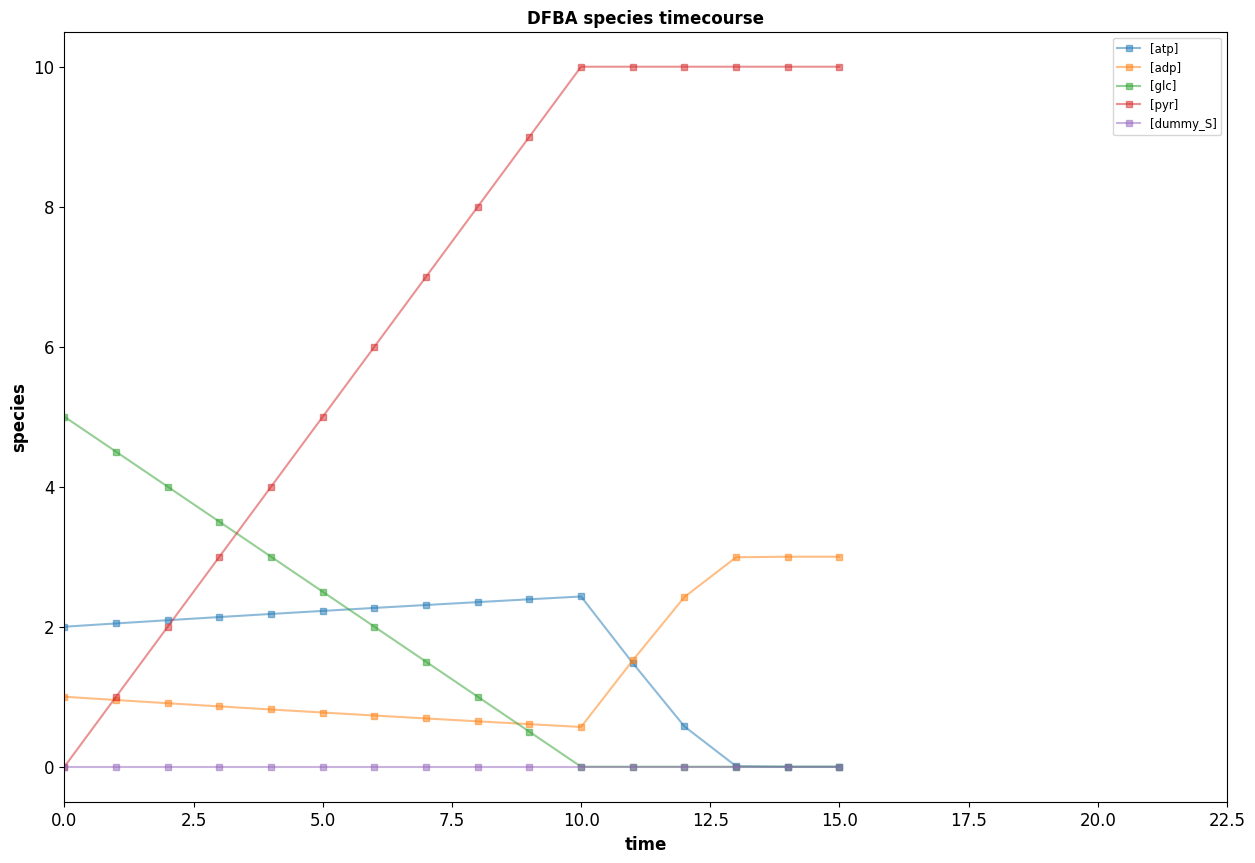 DFBA species timecourse
[atp]
[adp]
[glc]
[pyr]
[dummy_S]
10
8
6
4
2
0
species
0.0 2.5 5.0 7.5 10.0 12.5 15.0 17.5 20.0 22.5
time